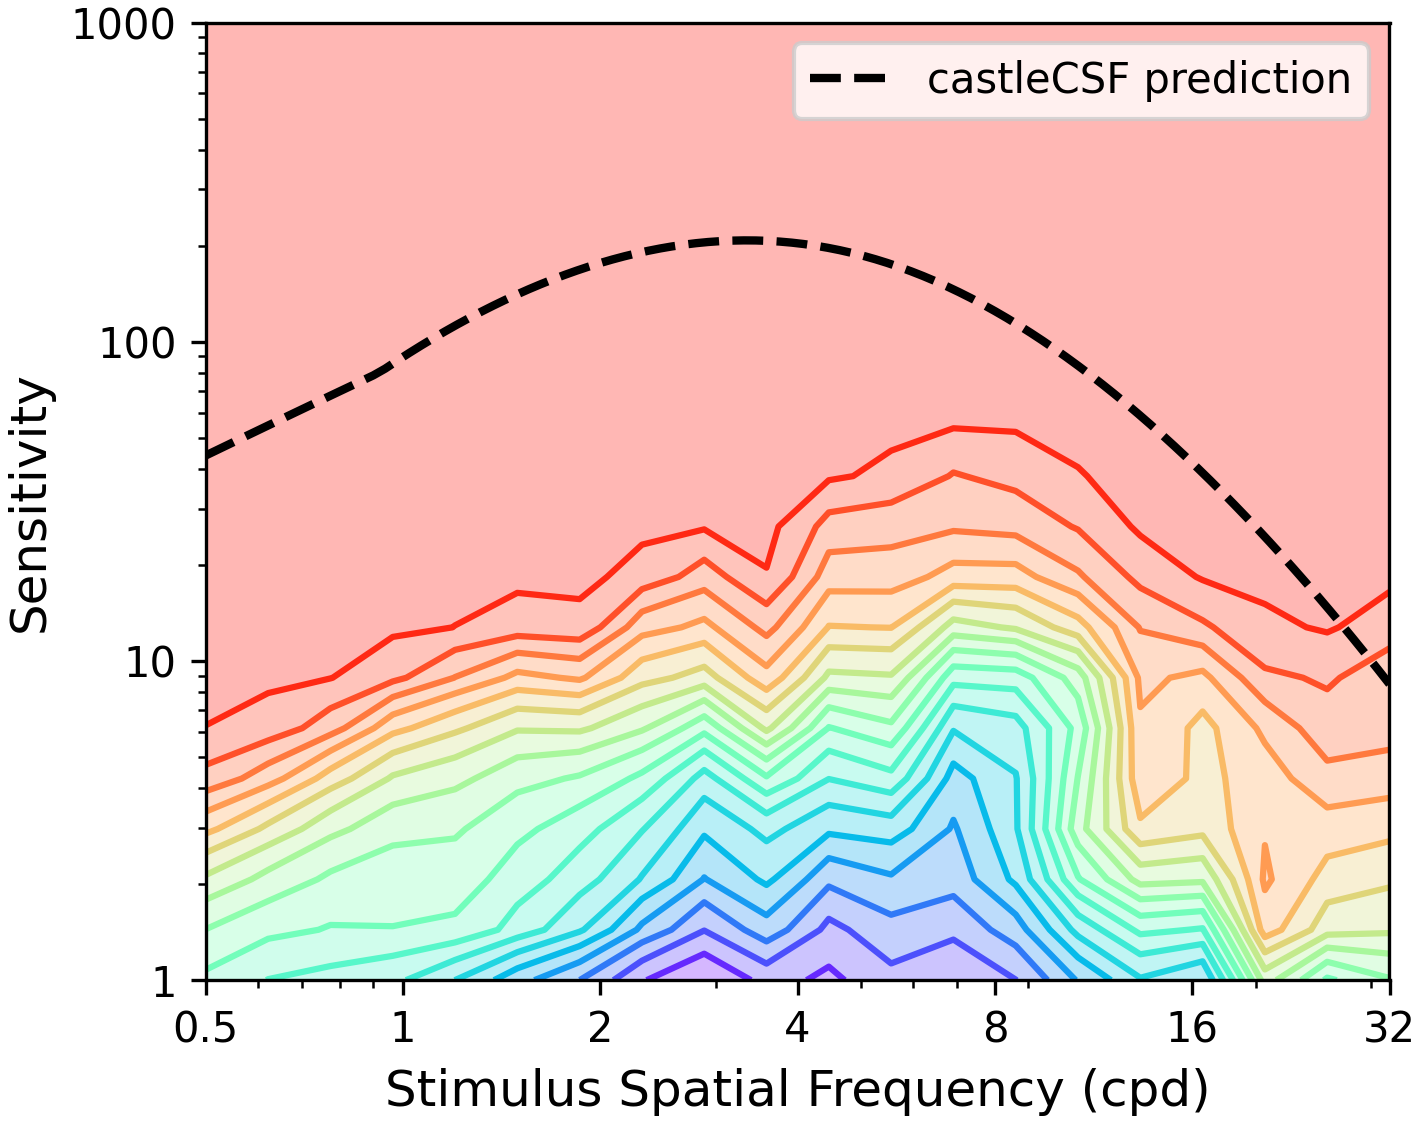 1000
castleCSF prediction
100
Sensitivity
10
1
0.5 1 2 4 8 16 32
Stimulus Spatial Frequency (cpd)